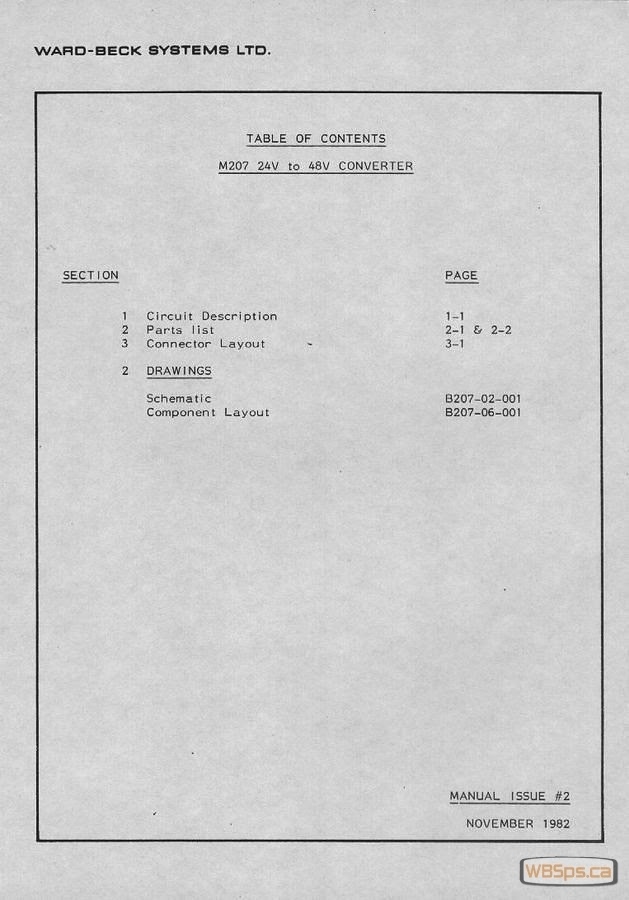 WARD-BECK SYSTEMS LTD.
TABLE OF CONTENTS
M207 24V to 48V CONVERTER
SECTION PAGE
1 Circuit Description 1-1
2 Parts list 2-1 & 2-2
3 Connector Layout 3-1
2 DRAWINGS
Schematic B207-02-001
Component Layout B207-06-001
MANUAL ISSUE #2
NOVEMBER 1982
WBSps.ca